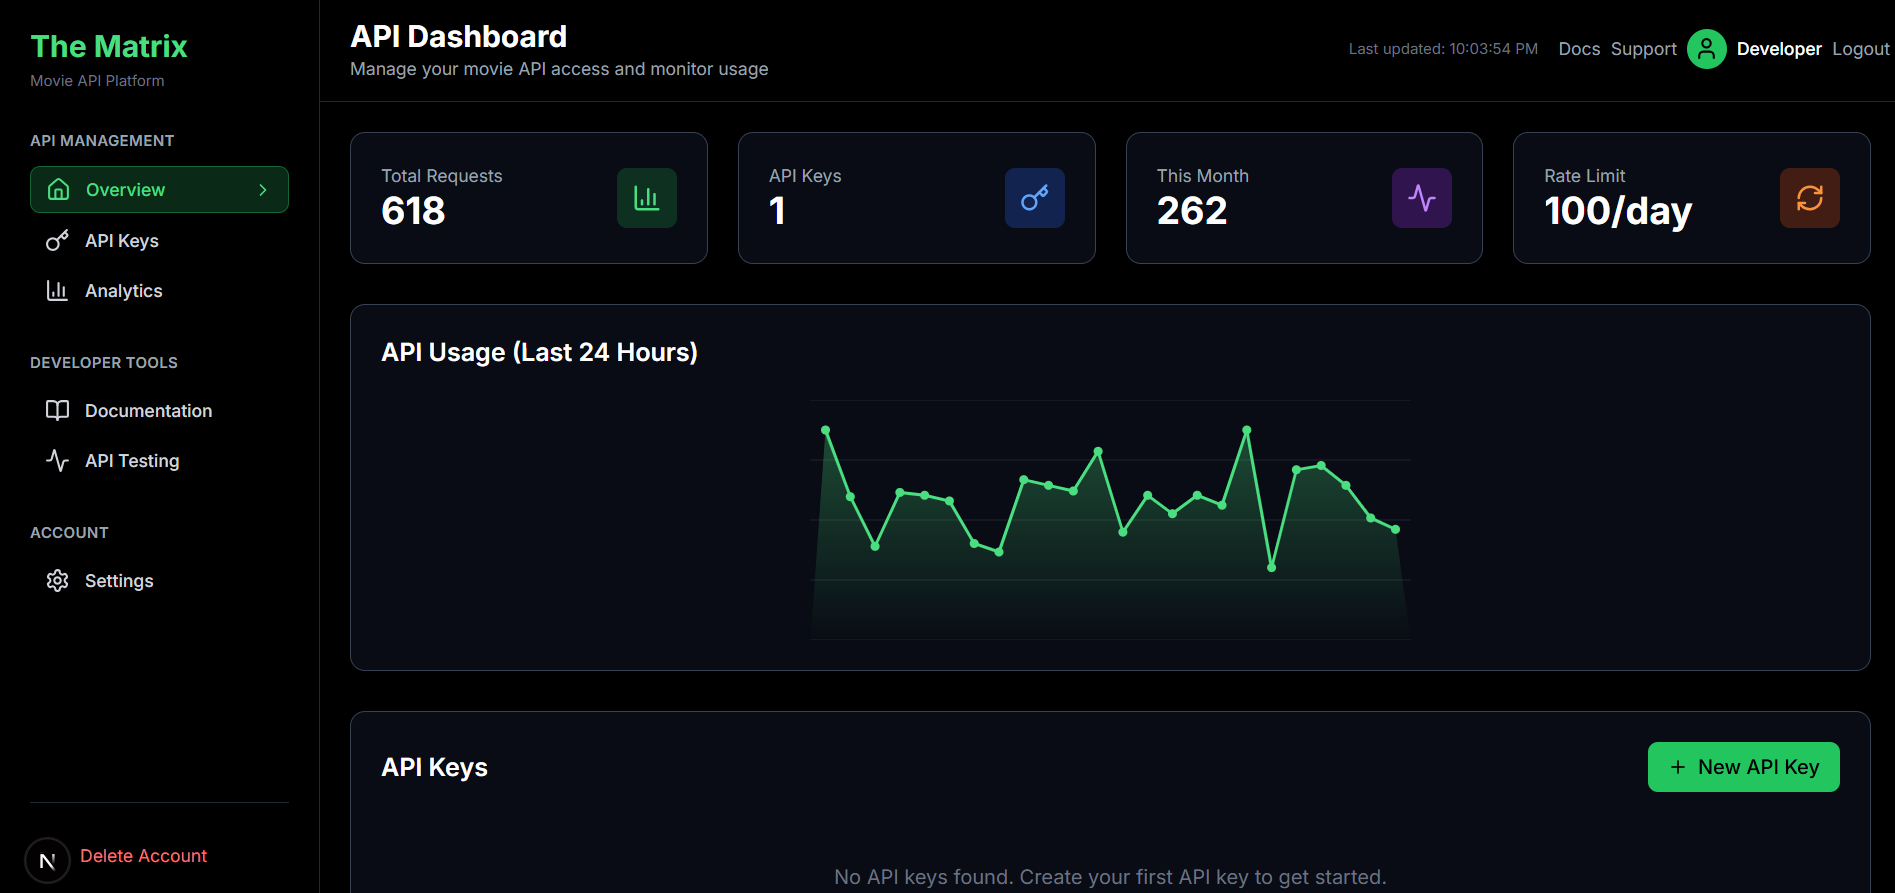 The Matrix
Movie API Platform
API MANAGEMENT
Overview
API Keys
Analytics
DEVELOPER TOOLS
Documentation
API Testing
ACCOUNT
Settings
N
Delete Account
API Dashboard
Manage your movie API access and monitor usage
Last updated: 10:03:54 PM Docs Support Developer Logout
Total Requests
618
API Keys
1
This Month
262
Rate Limit
100/day
API Usage (Last 24 Hours)
API Keys
+ New API Key
No API keys found. Create your first API key to get started.